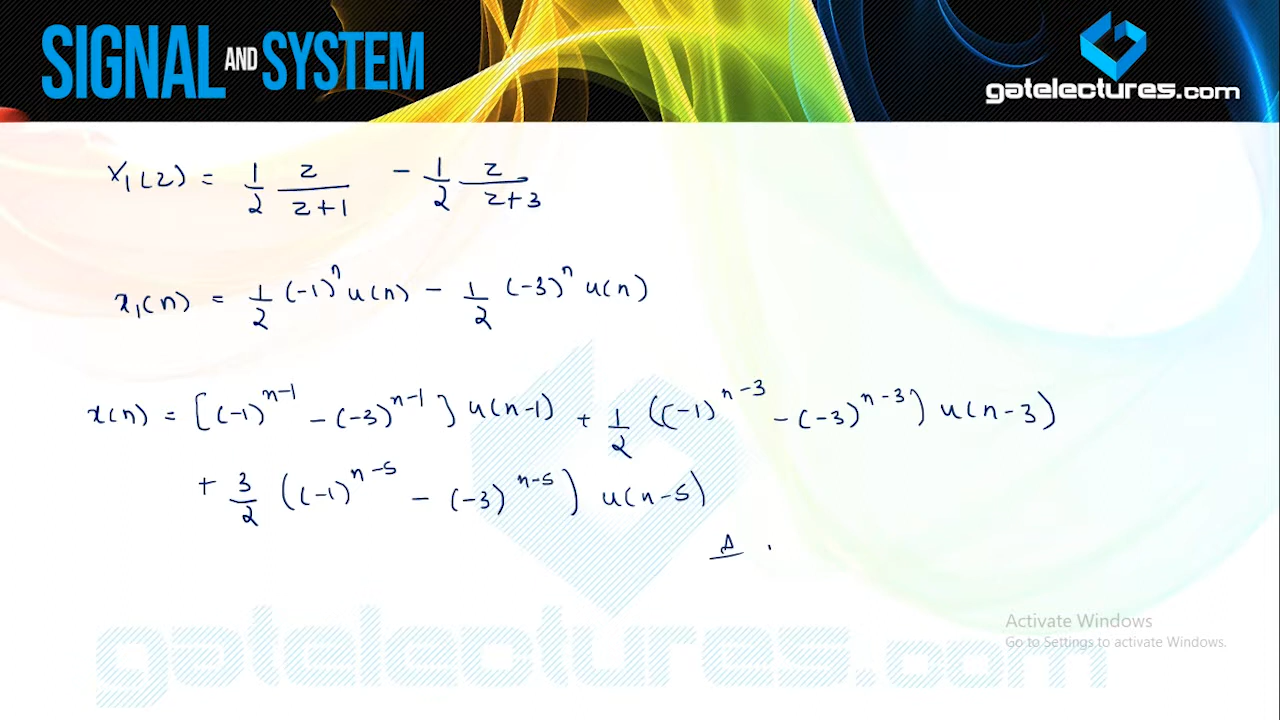 SIGNAL AND SYSTEM
gatelectures.com
X₁(z) = 1/2 z/(z+1) - 1/2 z/(z+3)
x₁(n) = 1/2 (-1)ⁿ u(n) - 1/2 (-3)ⁿ u(n)
x(n) = [(-1)^(n-1) - (-3)^(n-1)] u(n-1) + 1/2 ((-1)^(n-3) - (-3)^(n-3)) u(n-3)
+ 3/2 ((-1)^(n-5) - (-3)^(n-5)) u(n-5)
A .
Activate Windows
Go to Settings to activate Windows.
gatelectures.com